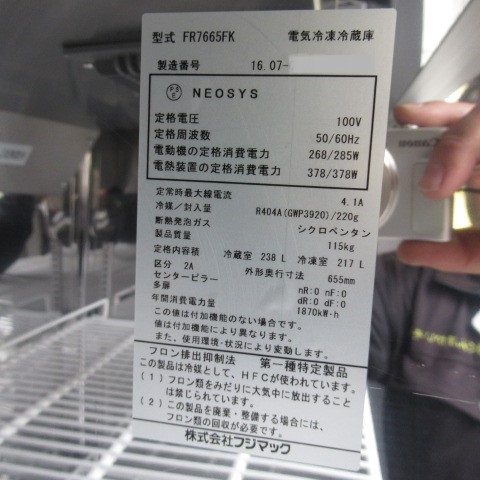 型式 FR7665FK 電気冷凍冷蔵庫
製造番号 16.07-
PSE NEOSYS
定格電圧 100V
定格周波数 50/60Hz
電動機の定格消費電力 268/285W
電熱装置の定格消費電力 378/378W
定常時最大線電流 4.1A
冷媒/封入量 R404A(GWP3920)/220g
断熱発泡ガス シクロペンタン
製品質量 115kg
定格内容積 冷蔵室 238 L 冷凍室 217 L
区分 2A 外形奥行寸法 655mm
センターピラー nR:0 nF:0
多扉 dR:0 dF:0
年間消費電力量 1870kW·h
この値は付加機能のない場合です。
値は付加機能により異なります。
また、使用環境・状況により変動します。
フロン排出抑制法 第一種特定製品
この製品は冷媒として、HFCが使われています。
(1)フロン類をみだりに大気中に放出すること
は禁じられています。
(2)この製品を廃棄・整備する場合には、
フロン類の回収が必要です。
株式会社フジマック
Canon